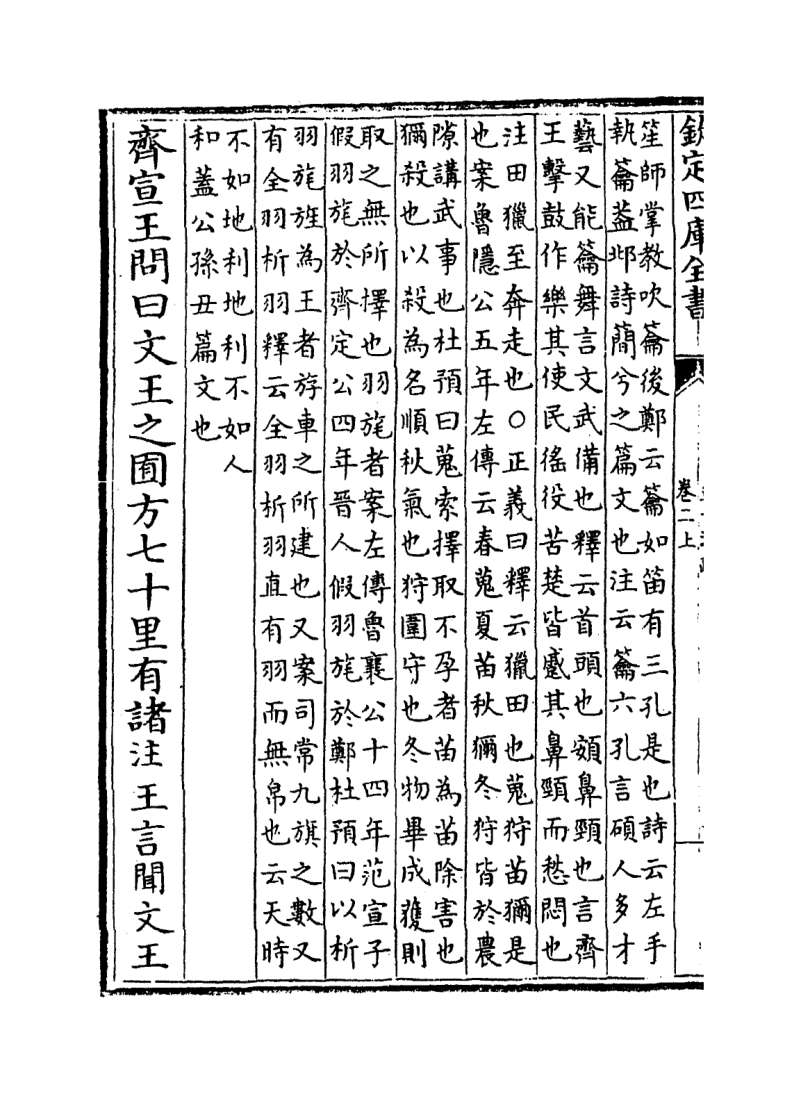 欽定四庫全書
卷二上
笙師掌教吹籥後鄭云籥如笛有三孔是也詩云左手
執籥葢邶詩蕳兮之篇文也注云籥六孔言碩人多才
藝又能籥舞言文武備也釋云首頭也頞鼻頸也言齊
王擊鼓作樂其使民徭役苦楚皆蹙其鼻頸而愁悶也
注田獵至奔走也○正義曰釋云獵田也蒐狩苗獮是
也案魯隱公五年左傳云春蒐夏苗秋獮冬狩皆於農
隙講武事也杜預曰蒐索擇取不孕者苗為苗除害也
獮殺也以殺為名順秋氣也狩圍守也冬物畢成獲則
取之無所擇也羽旄者案左傳魯襄公十四年范宣子
假羽旄於齊定公四年晉人假羽旄於鄭杜預曰以析
羽旄旌為王者斿車之所建也又案司常九旗之數又
有全羽析羽釋云全羽析羽直有羽而無帛也云天時
不如地利地利不如人
和蓋公孫丑篇文也
齊宣王問曰文王之囿方七十里有諸注王言聞文王